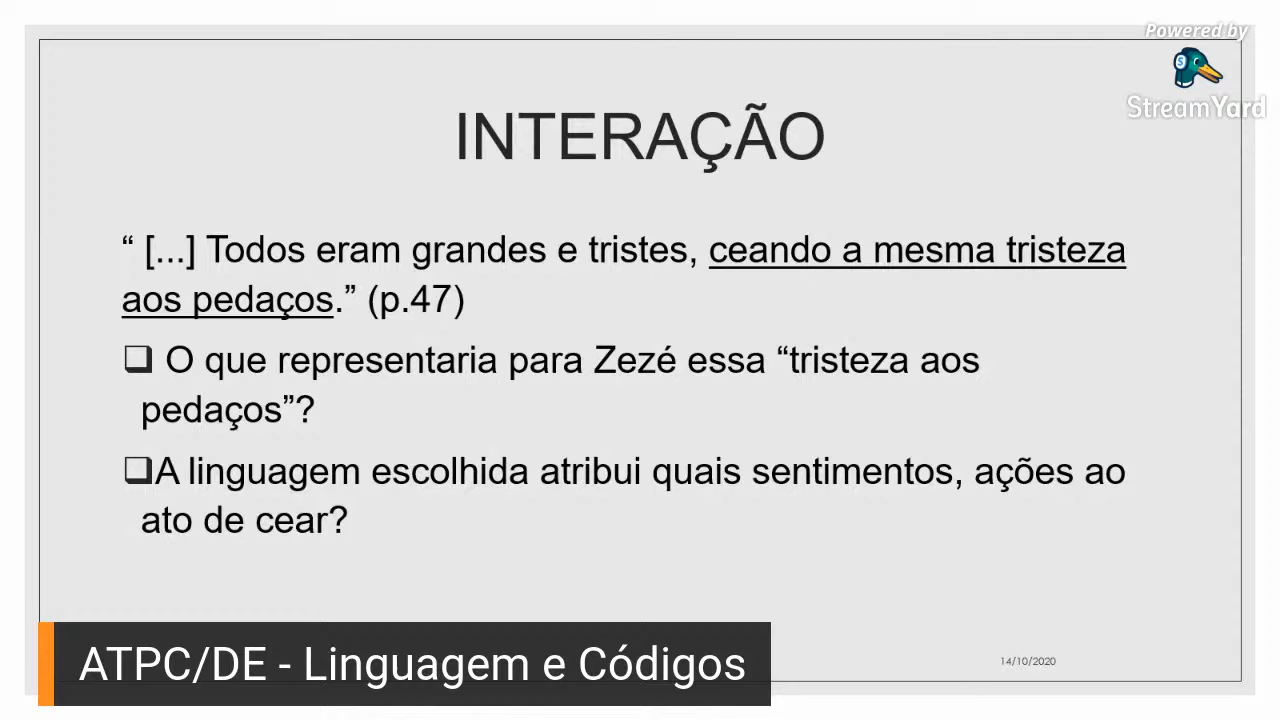 Powered by
StreamYard
INTERAÇÃO
“ [...] Todos eram grandes e tristes, ceando a mesma tristeza
aos pedaços.” (p.47)
❑ O que representaria para Zezé essa “tristeza aos
pedaços”?
❑A linguagem escolhida atribui quais sentimentos, ações ao
ato de cear?
ATPC/DE - Linguagem e Códigos
14/10/2020